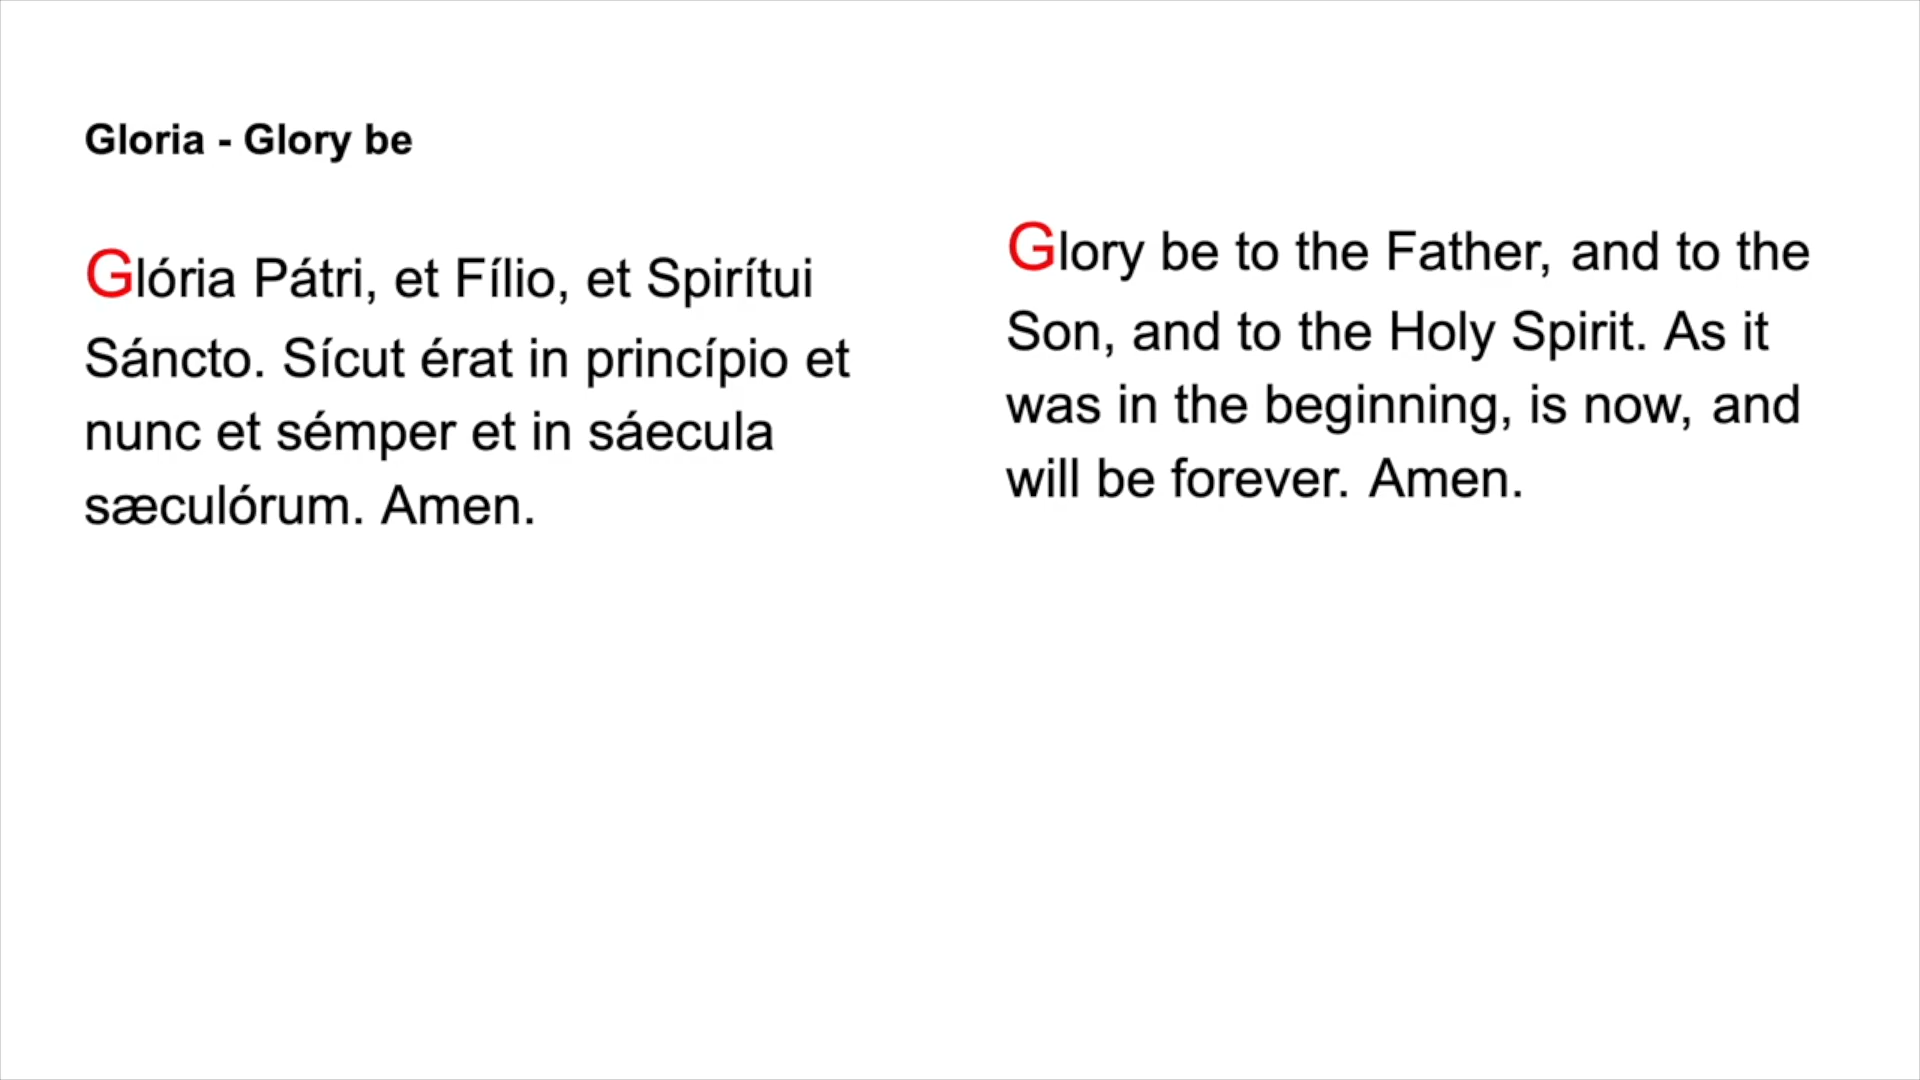 Gloria - Glory be
Glória Pátri, et Fílio, et Spirítui
Sáncto. Sícut érat in princípio et
nunc et sémper et in sáecula
sæculórum. Amen.
Glory be to the Father, and to the
Son, and to the Holy Spirit. As it
was in the beginning, is now, and
will be forever. Amen.